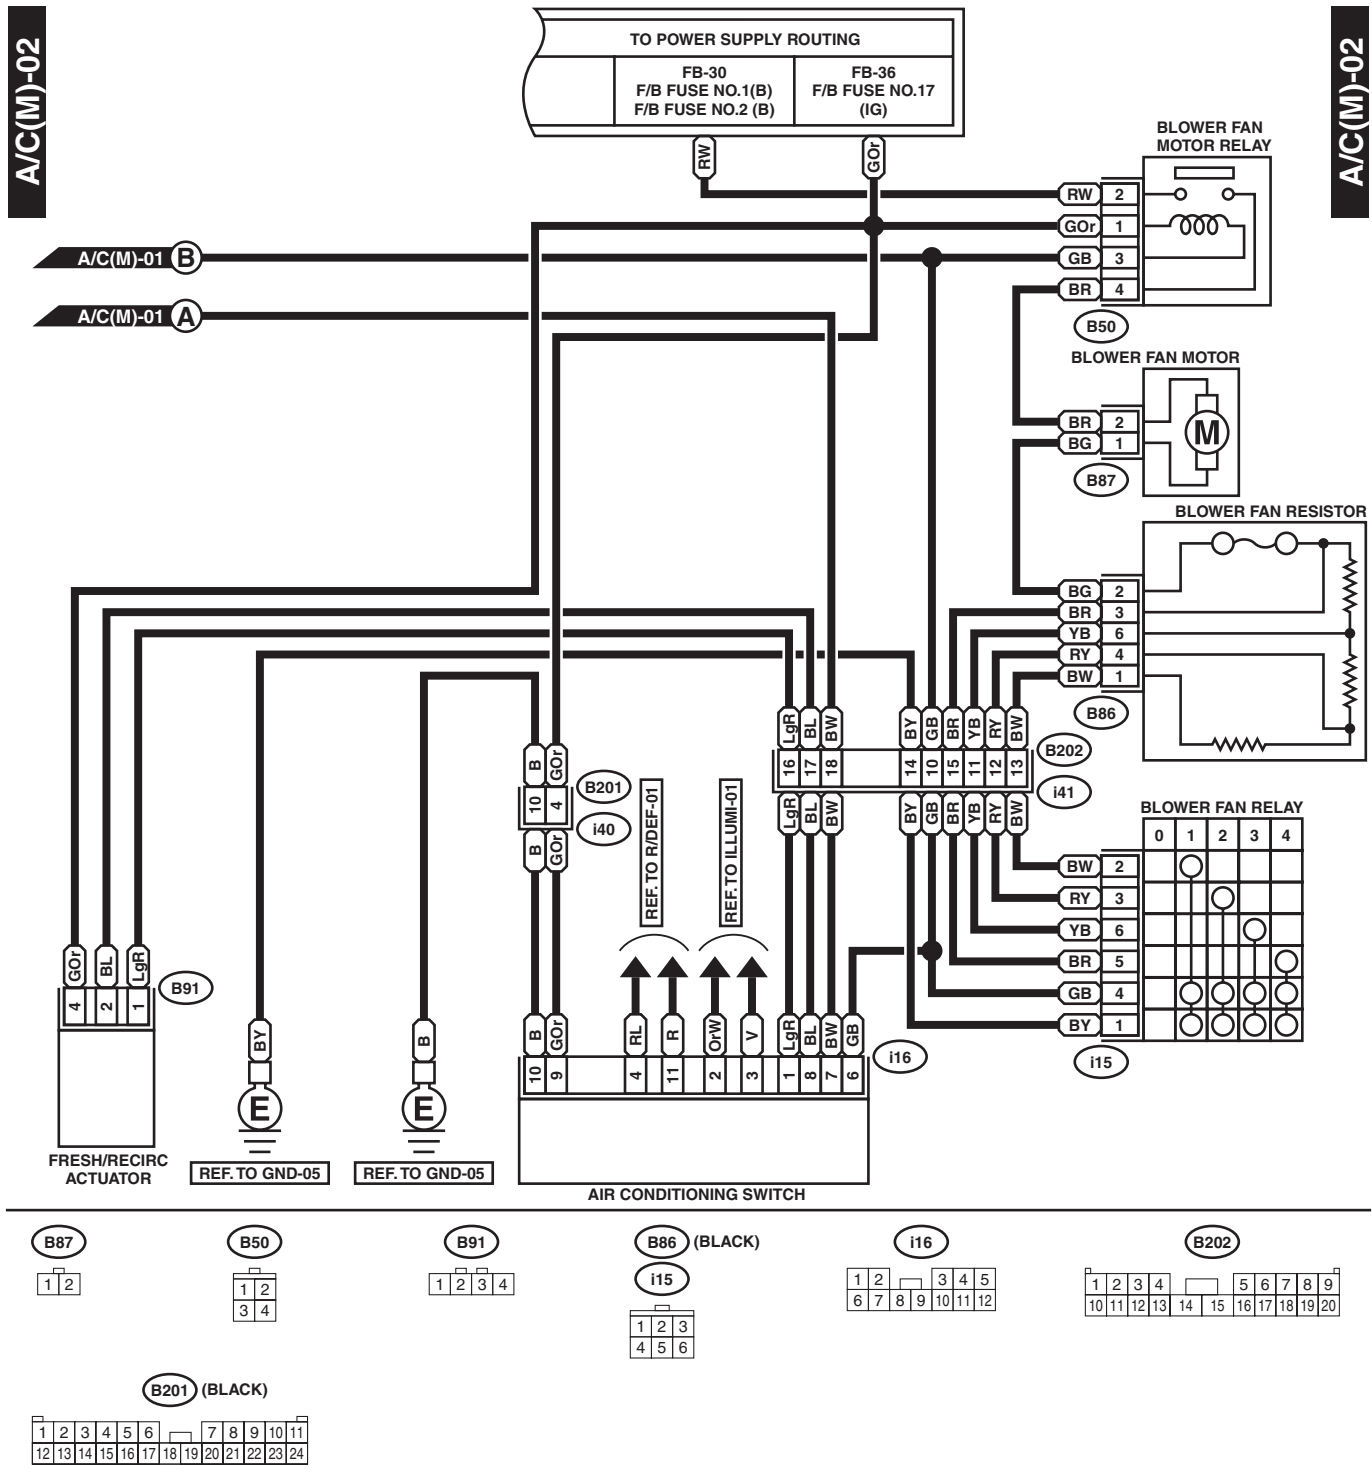 A/C(M)-02
A/C(M)-02
TO POWER SUPPLY ROUTING
FB-30
F/B FUSE NO.1(B)
F/B FUSE NO.2 (B)
FB-36
F/B FUSE NO.17
(IG)
RW
GOr
BLOWER FAN
MOTOR RELAY
RW 2
GOr 1
GB 3
BR 4
B50
A/C(M)-01 B
A/C(M)-01 A
BLOWER FAN MOTOR
BR 2
BG 1
M
B87
BLOWER FAN RESISTOR
BG 2
BR 3
YB 6
RY 4
BW 1
B86
LgR BL BW BY GB BR YB RY BW
16 17 18 14 10 15 11 12 13
B202
i41
LgR BL BW BY GB BR YB RY BW
B GOr
10 4
B201
i40
B GOr
REF. TO R/DEF-01
REF. TO ILLUMI-01
BLOWER FAN RELAY
0 1 2 3 4
BW 2
RY 3
YB 6
BR 5
GB 4
BY 1
i15
GOr BL LgR
4 2 1
B91
FRESH/RECIRC
ACTUATOR
BY
E
REF. TO GND-05
B
E
REF. TO GND-05
B GOr RL R OrW V LgR BL BW GB
10 9 4 11 2 3 1 8 7 6
i16
AIR CONDITIONING SWITCH
B87
1 2
B50
1 2
3 4
B91
1 2 3 4
B86 (BLACK)
i15
1 2 3
4 5 6
i16
1 2 3 4 5
6 7 8 9 10 11 12
B202
1 2 3 4 5 6 7 8 9
10 11 12 13 14 15 16 17 18 19 20
B201 (BLACK)
1 2 3 4 5 6 7 8 9 10 11
12 13 14 15 16 17 18 19 20 21 22 23 24